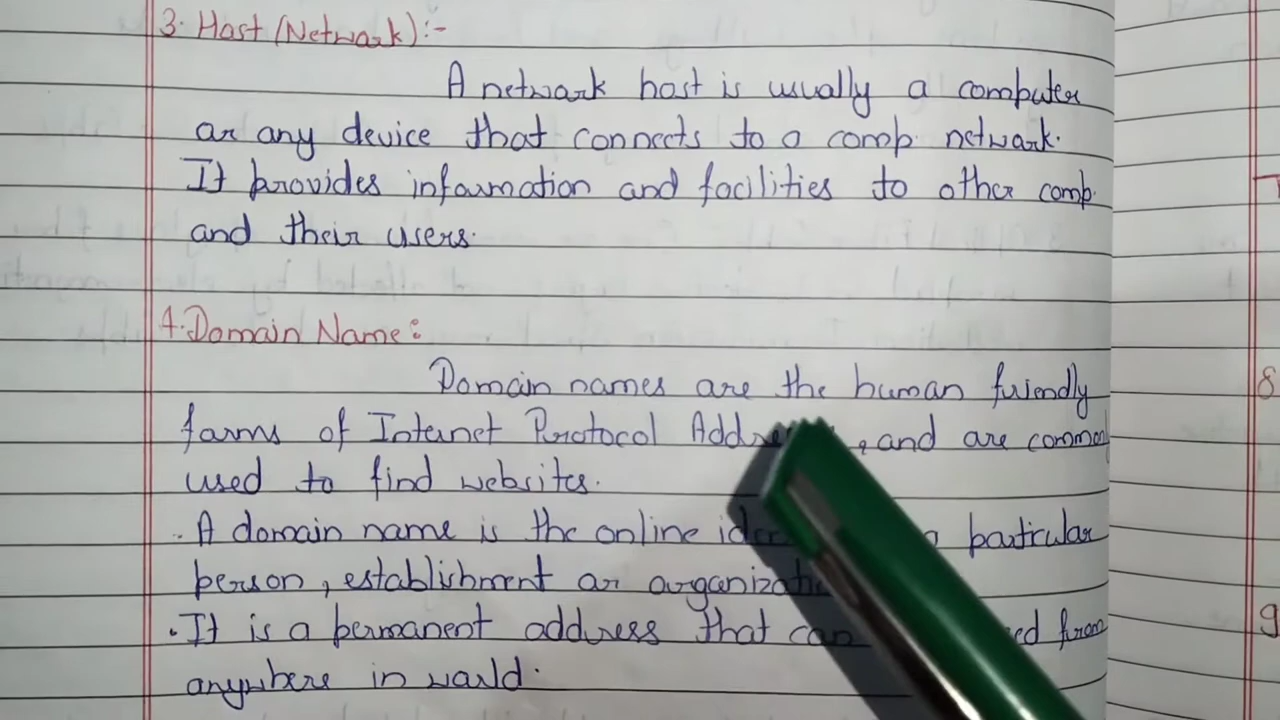 3. Host (Network):-
A network host is usually a computer
or any device that connects to a comp. network.
It provides information and facilities to other comp.
and their users.
4. Domain Name:
Domain names are the human friendly
forms of Internet Protocol , and are
used to find websites.
. A domain name is the online particular
person, establishment or
. It is a permanent address that can from
anywhere in world.
8
9